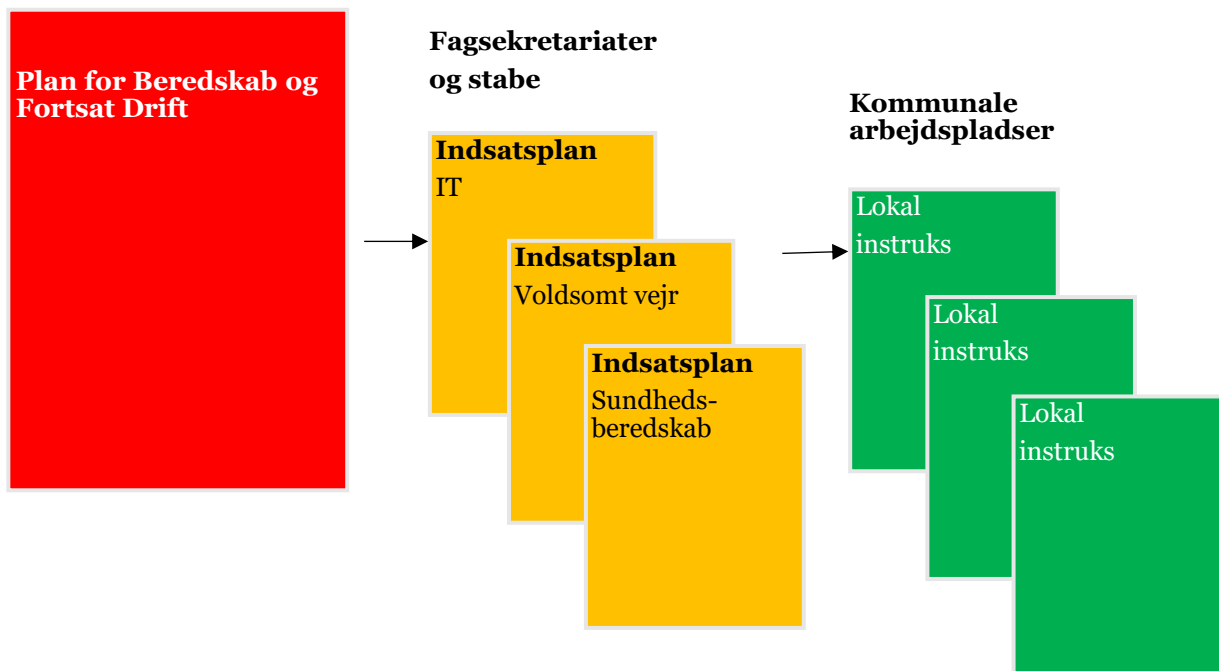 Plan for Beredskab og
Fortsat Drift
Fagsekretariater
og stabe
Indsatsplan
IT
Indsatsplan
Voldsomt vejr
Indsatsplan
Sundheds-
beredskab
Kommunale
arbejdspladser
Lokal
instruks
Lokal
instruks
Lokal
instruks